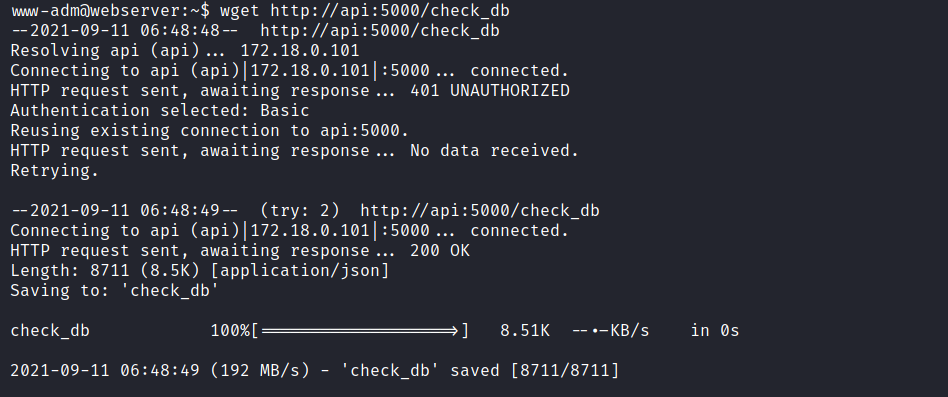 www-adm@webserver:~$ wget http://api:5000/check_db
--2021-09-11 06:48:48--  http://api:5000/check_db
Resolving api (api)... 172.18.0.101
Connecting to api (api)|172.18.0.101|:5000... connected.
HTTP request sent, awaiting response... 401 UNAUTHORIZED
Authentication selected: Basic
Reusing existing connection to api:5000.
HTTP request sent, awaiting response... No data received.
Retrying.
--2021-09-11 06:48:49--  (try: 2)  http://api:5000/check_db
Connecting to api (api)|172.18.0.101|:5000... connected.
HTTP request sent, awaiting response... 200 OK
Length: 8711 (8.5K) [application/json]
Saving to: 'check_db'
check_db            100%[===================>]   8.51K  --.-KB/s    in 0s
2021-09-11 06:48:49 (192 MB/s) - 'check_db' saved [8711/8711]